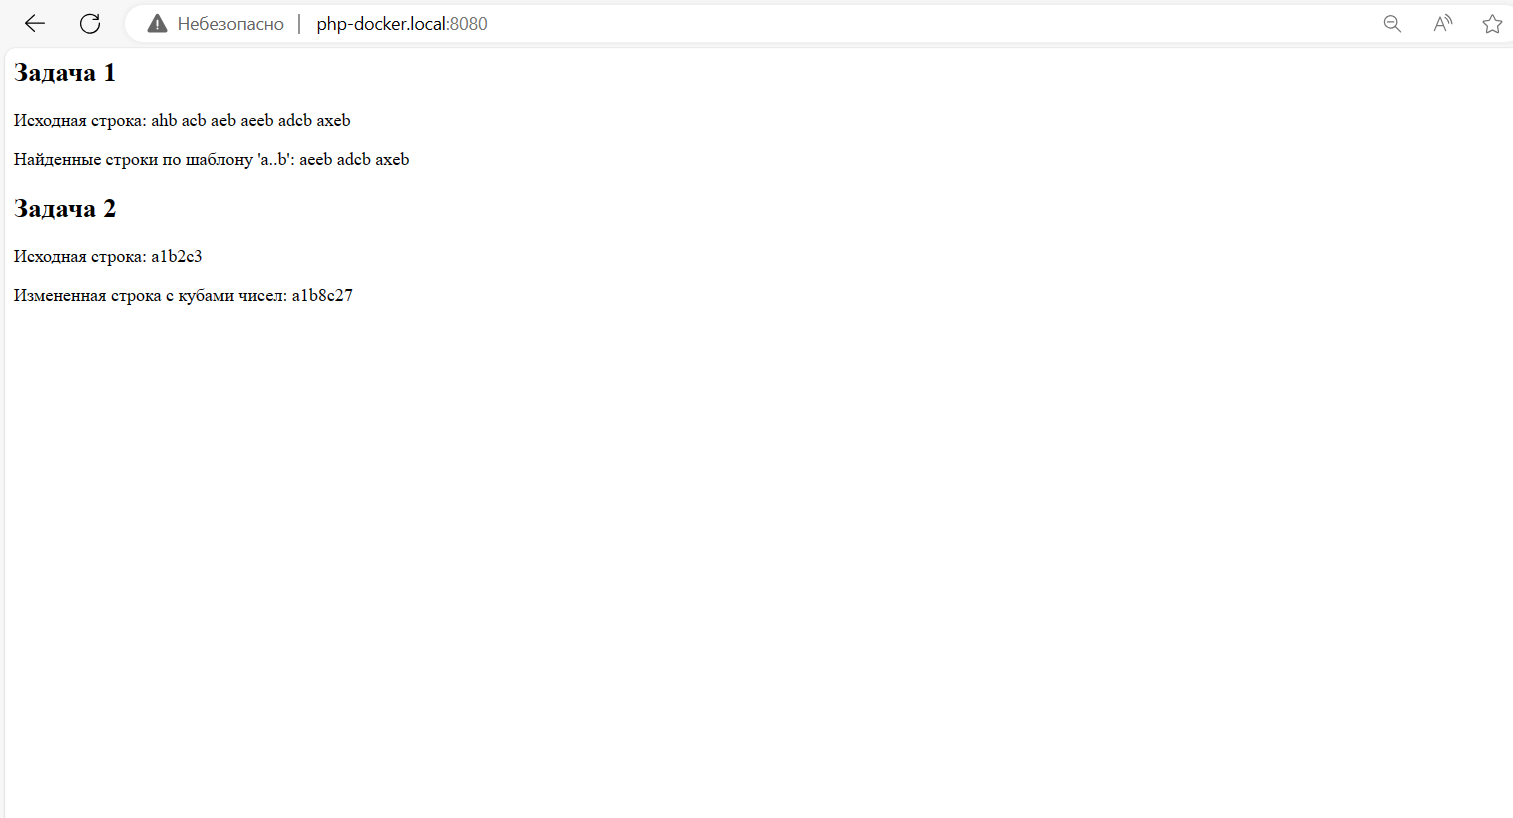 Небезопасно | php-docker.local:8080
Задача 1
Исходная строка: ahb acb aeb aeeb adcb axeb
Найденные строки по шаблону 'a..b': aeeb adcb axeb
Задача 2
Исходная строка: a1b2c3
Измененная строка с кубами чисел: a1b8c27